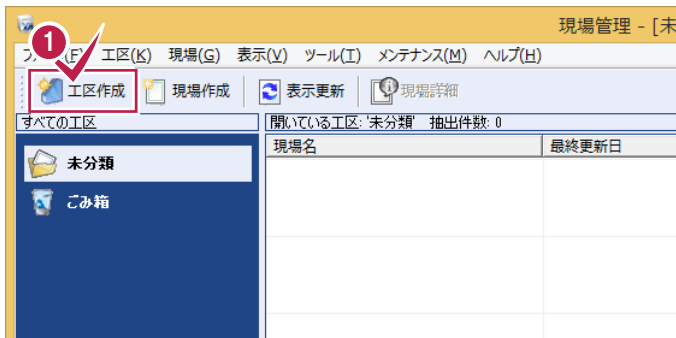 現場管理 - [未
1
フ (F) 工区(K) 現場(G) 表示(V) ツール(T) メンテナンス(M) ヘルプ(H)
工区作成 現場作成 表示更新 現場詳細
すべての工区 開いている工区: '未分類' 抽出件数: 0
現場名 最終更新日
未分類
ごみ箱